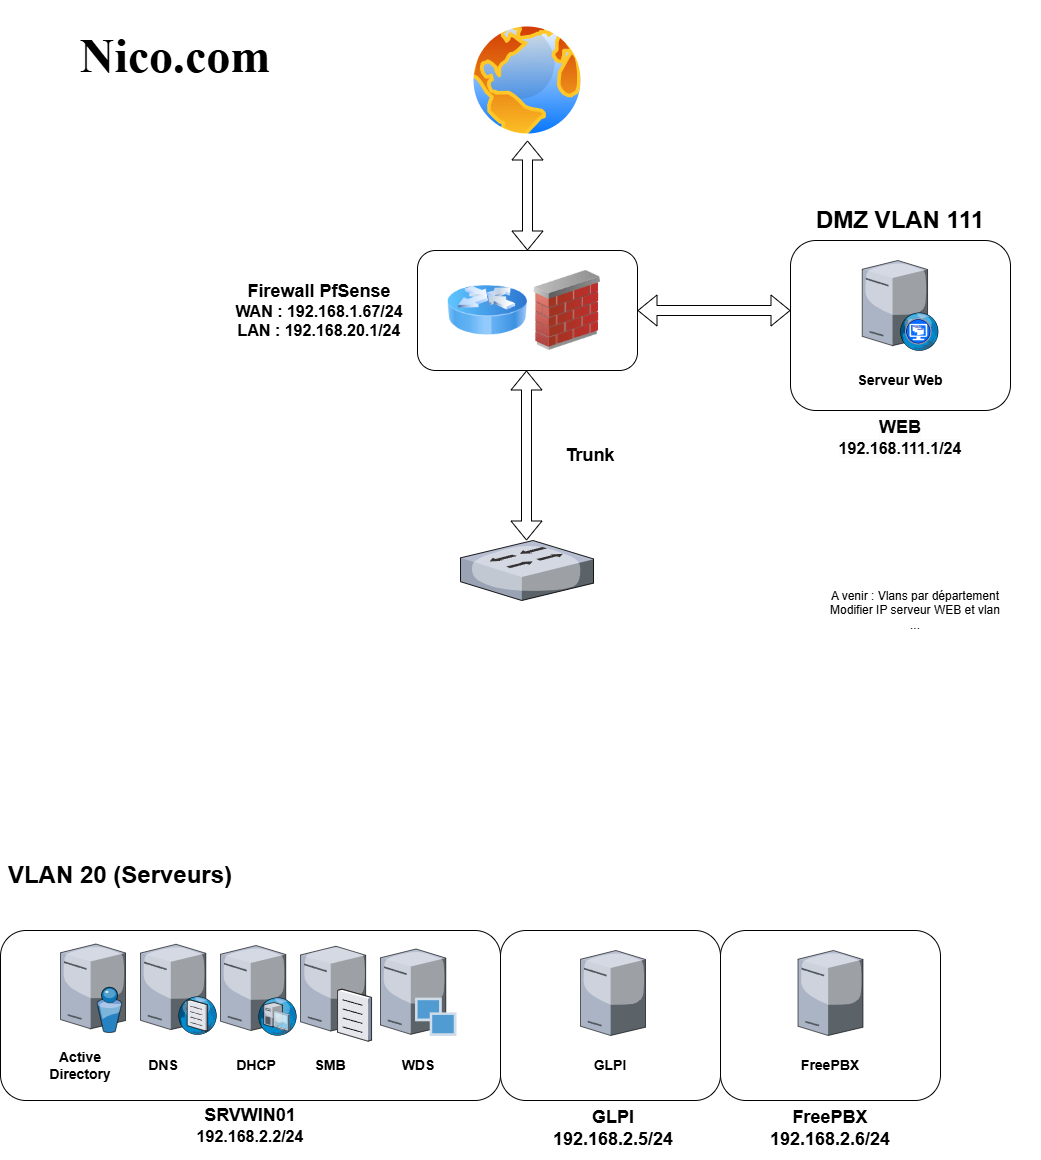 Nico.com
DMZ VLAN 111
Firewall PfSense
WAN : 192.168.1.67/24
LAN : 192.168.20.1/24
Serveur Web
WEB
192.168.111.1/24
Trunk
A venir : Vlans par département
Modifier IP serveur WEB et vlan
...
VLAN 20 (Serveurs)
Active
Directory
DNS
DHCP
SMB
WDS
GLPI
FreePBX
SRVWIN01
192.168.2.2/24
GLPI
192.168.2.5/24
FreePBX
192.168.2.6/24